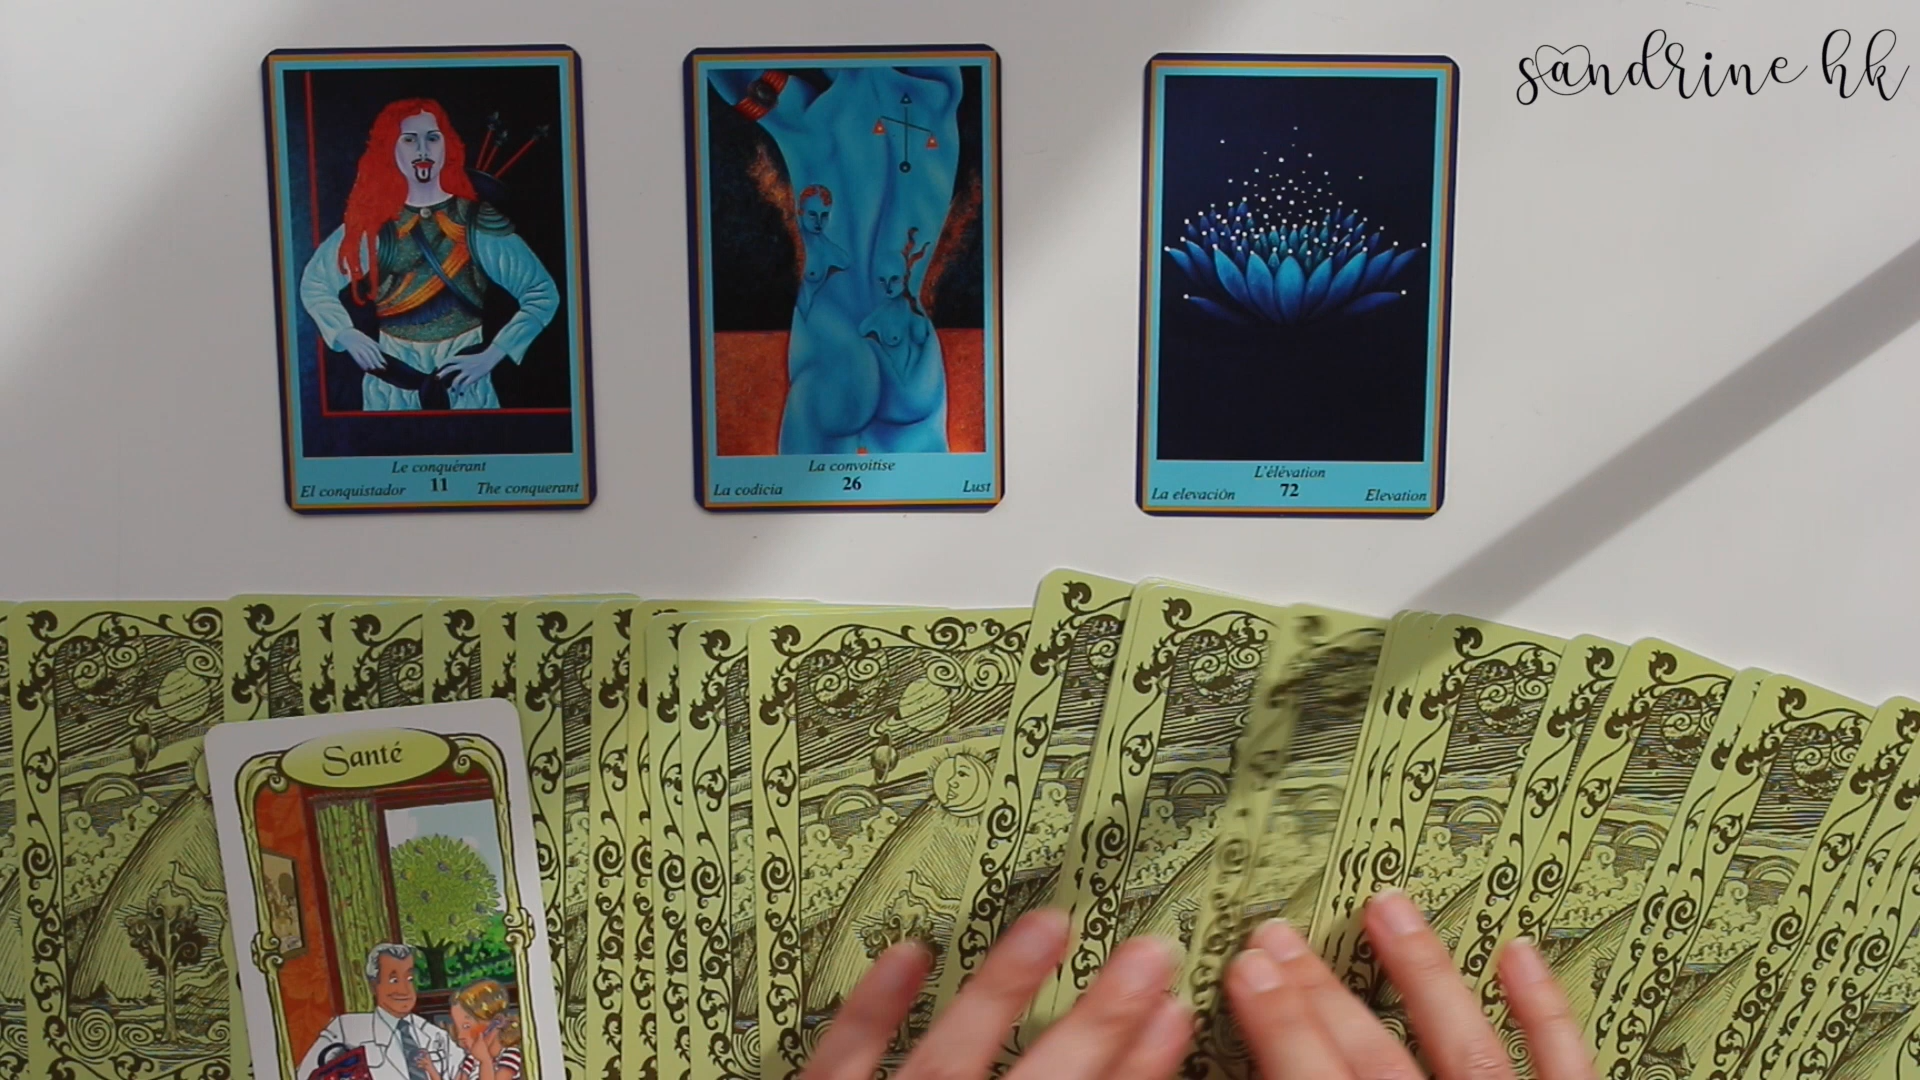 sandrine hk
Le conquérant
El conquistador 11 The conquerant
La convoitise
La codicia 26 Lust
L'élévation
La elevaciòn 72 Elevation
Santé